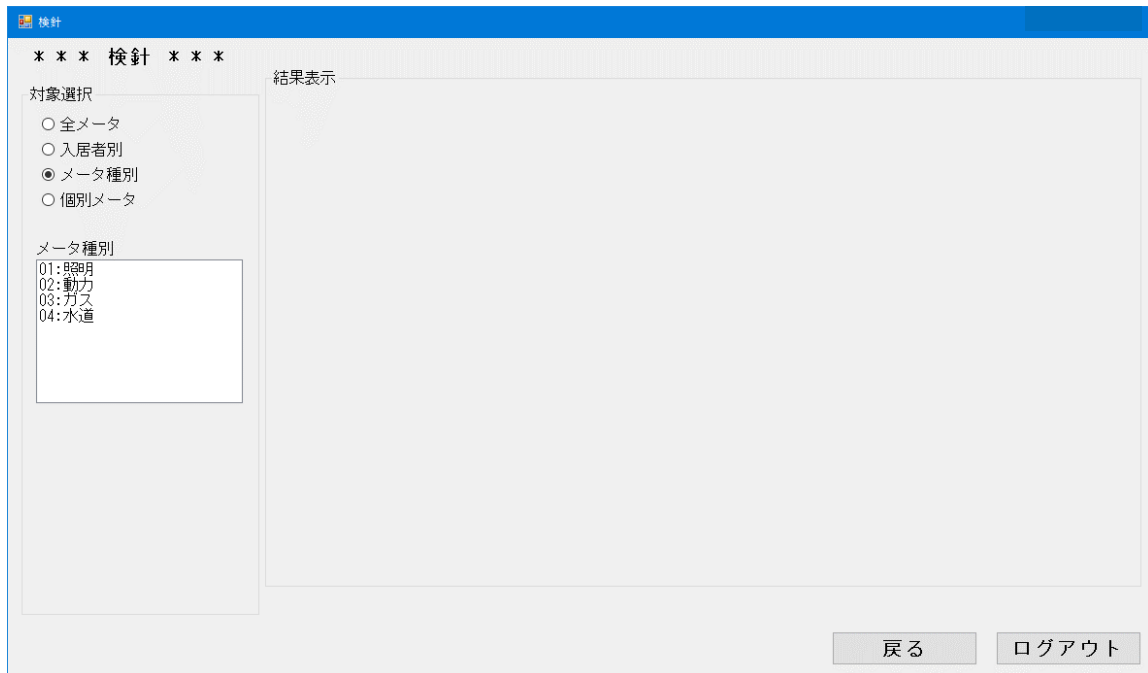 検針
*** 検針 ***
対象選択
全メータ
入居者別
メータ種別
個別メータ
メータ種別
01:照明
02:動力
03:ガス
04:水道
結果表示
戻る
ログアウト